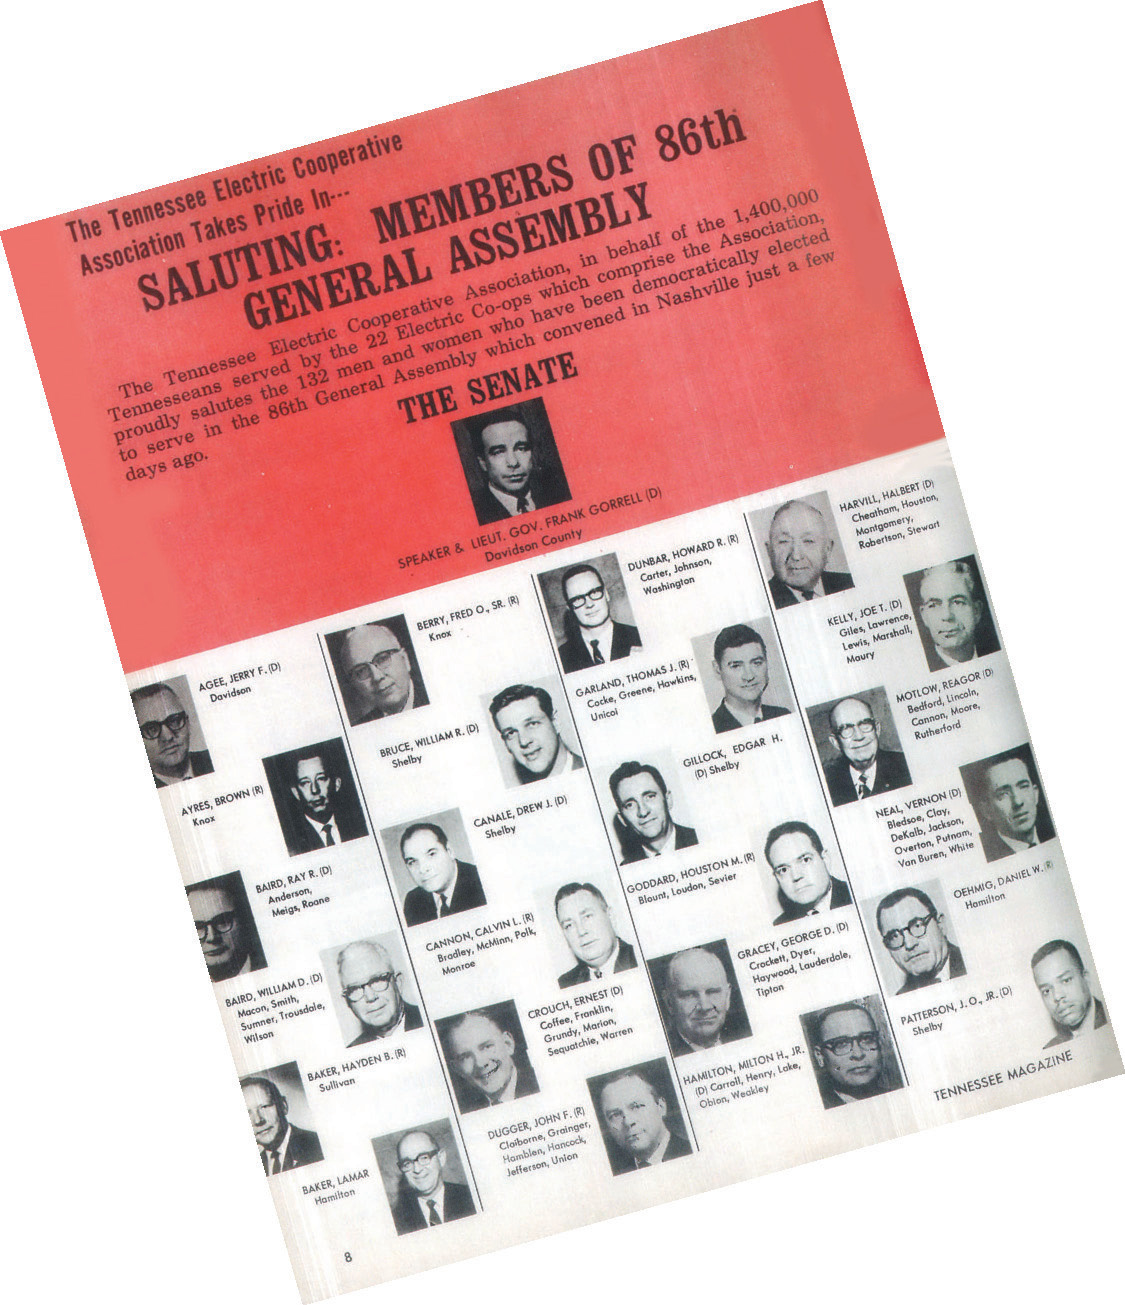 The Tennessee Electric Cooperative
Association Takes Pride In---
SALUTING: MEMBERS OF 86th
GENERAL ASSEMBLY
The Tennessee Electric Cooperative Association, in behalf of the 1,400,000
Tennesseans served by the 22 Electric Co-ops which comprise the Association,
proudly salutes the 132 men and women who have been democratically elected
to serve in the 86th General Assembly which convened in Nashville just a few
days ago.
THE SENATE
SPEAKER & LIEUT. GOV. FRANK GORRELL (D)
Davidson County
AGEE, JERRY F. (D)
Davidson
AYRES, BROWN (R)
Knox
BAIRD, RAY R. (D)
Anderson,
Meigs, Roane
BAIRD, WILLIAM D. (D)
Macon, Smith,
Sumner, Trousdale,
Wilson
BAKER, HAYDEN B. (R)
Sullivan
BAKER, LAMAR
Hamilton
BERRY, FRED O., SR. (R)
Knox
BRUCE, WILLIAM R. (D)
Shelby
CANALE, DREW J. (D)
Shelby
CANNON, CALVIN L. (R)
Bradley, McMinn, Polk,
Monroe
CROUCH, ERNEST (D)
Coffee, Franklin,
Grundy, Marion,
Sequatchie, Warren
DUGGER, JOHN F. (R)
Claiborne, Grainger,
Hamblen, Hancock,
Jefferson, Union
DUNBAR, HOWARD R. (R)
Carter, Johnson,
Washington
GARLAND, THOMAS J. (R)
Cocke, Greene, Hawkins,
Unicoi
GILLOCK, EDGAR H.
(D) Shelby
GODDARD, HOUSTON M. (R)
Blount, Loudon, Sevier
GRACEY, GEORGE D. (D)
Crockett, Dyer,
Haywood, Lauderdale,
Tipton
HAMILTON, MILTON H., JR.
(D) Carroll, Henry, Lake,
Obion, Weakley
HARVILL, HALBERT (D)
Cheatham, Houston,
Montgomery,
Robertson, Stewart
KELLY, JOE T. (D)
Giles, Lawrence,
Lewis, Marshall,
Maury
MOTLOW, REAGOR (D)
Bedford, Lincoln,
Cannon, Moore,
Rutherford
NEAL, VERNON (D)
Bledsoe, Clay,
DeKalb, Jackson,
Overton, Putnam,
Van Buren, White
OEHMIG, DANIEL W. (R)
Hamilton
PATTERSON, J. O., JR. (D)
Shelby
8
TENNESSEE MAGAZINE